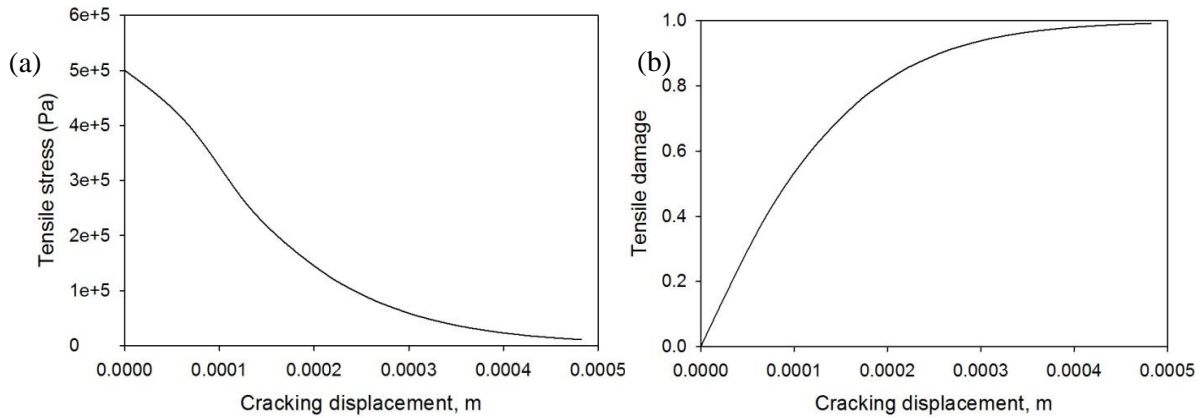 (a)
Tensile stress (Pa)
6e+5
5e+5
4e+5
3e+5
2e+5
1e+5
0
0.0000 0.0001 0.0002 0.0003 0.0004 0.0005
Cracking displacement, m
(b)
Tensile damage
1.0
0.8
0.6
0.4
0.2
0.0
0.0000 0.0001 0.0002 0.0003 0.0004 0.0005
Cracking displacement, m